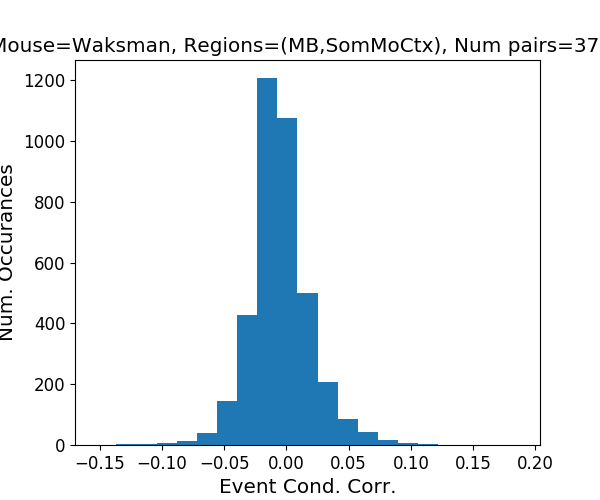 Mouse=Waksman, Regions=(MB,SomMoCtx), Num pairs=37
1200
1000
800
600
400
200
0
Num. Occurances
−0.15 −0.10 −0.05 0.00 0.05 0.10 0.15 0.20
Event Cond. Corr.